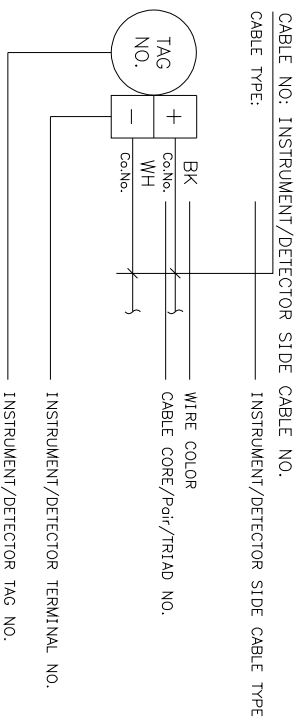 CABLE NO: INSTRUMENT/DETECTOR SIDE CABLE NO.
CABLE TYPE:
INSTRUMENT/DETECTOR SIDE CABLE TYPE
TAG
NO.
+
-
BK
Co.No.
WH
Co.No.
WIRE COLOR
CABLE CORE/Pair/TRIAD NO.
INSTRUMENT/DETECTOR TERMINAL NO.
INSTRUMENT/DETECTOR TAG NO.